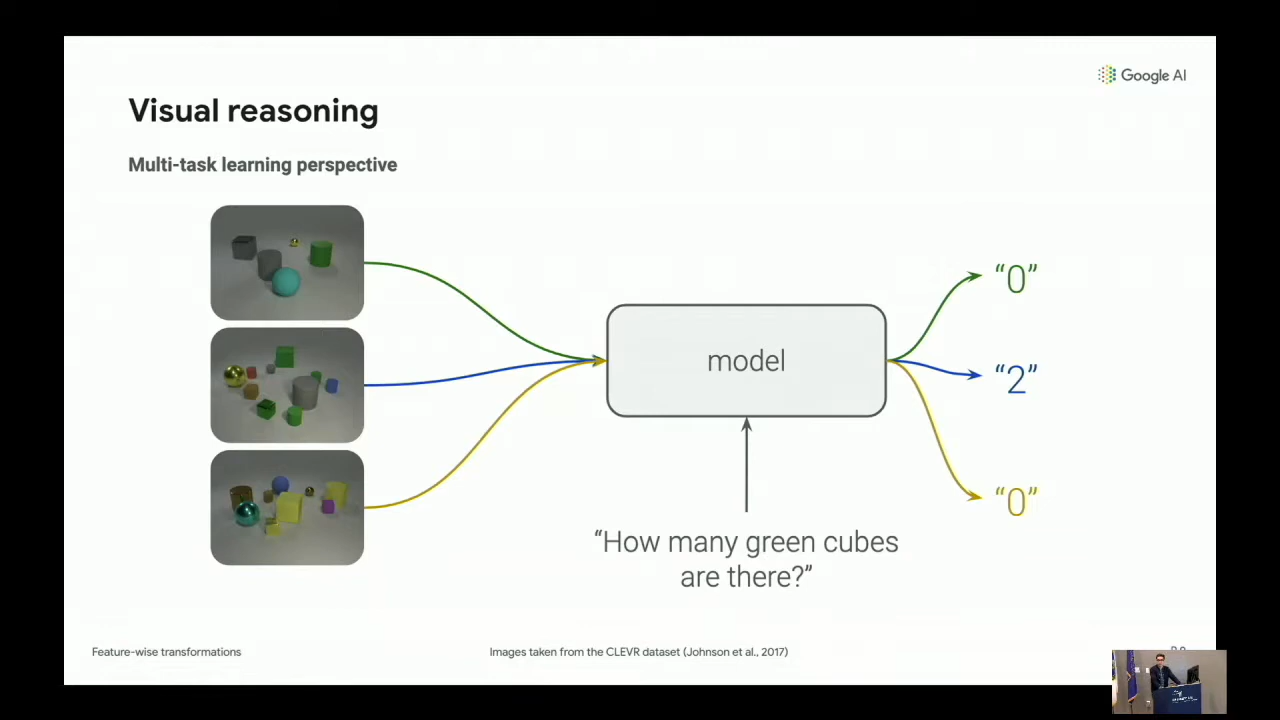 Google AI
Visual reasoning
Multi-task learning perspective
model
“0”
“2”
“0”
“How many green cubes
are there?”
Feature-wise transformations
Images taken from the CLEVR dataset (Johnson et al., 2017)